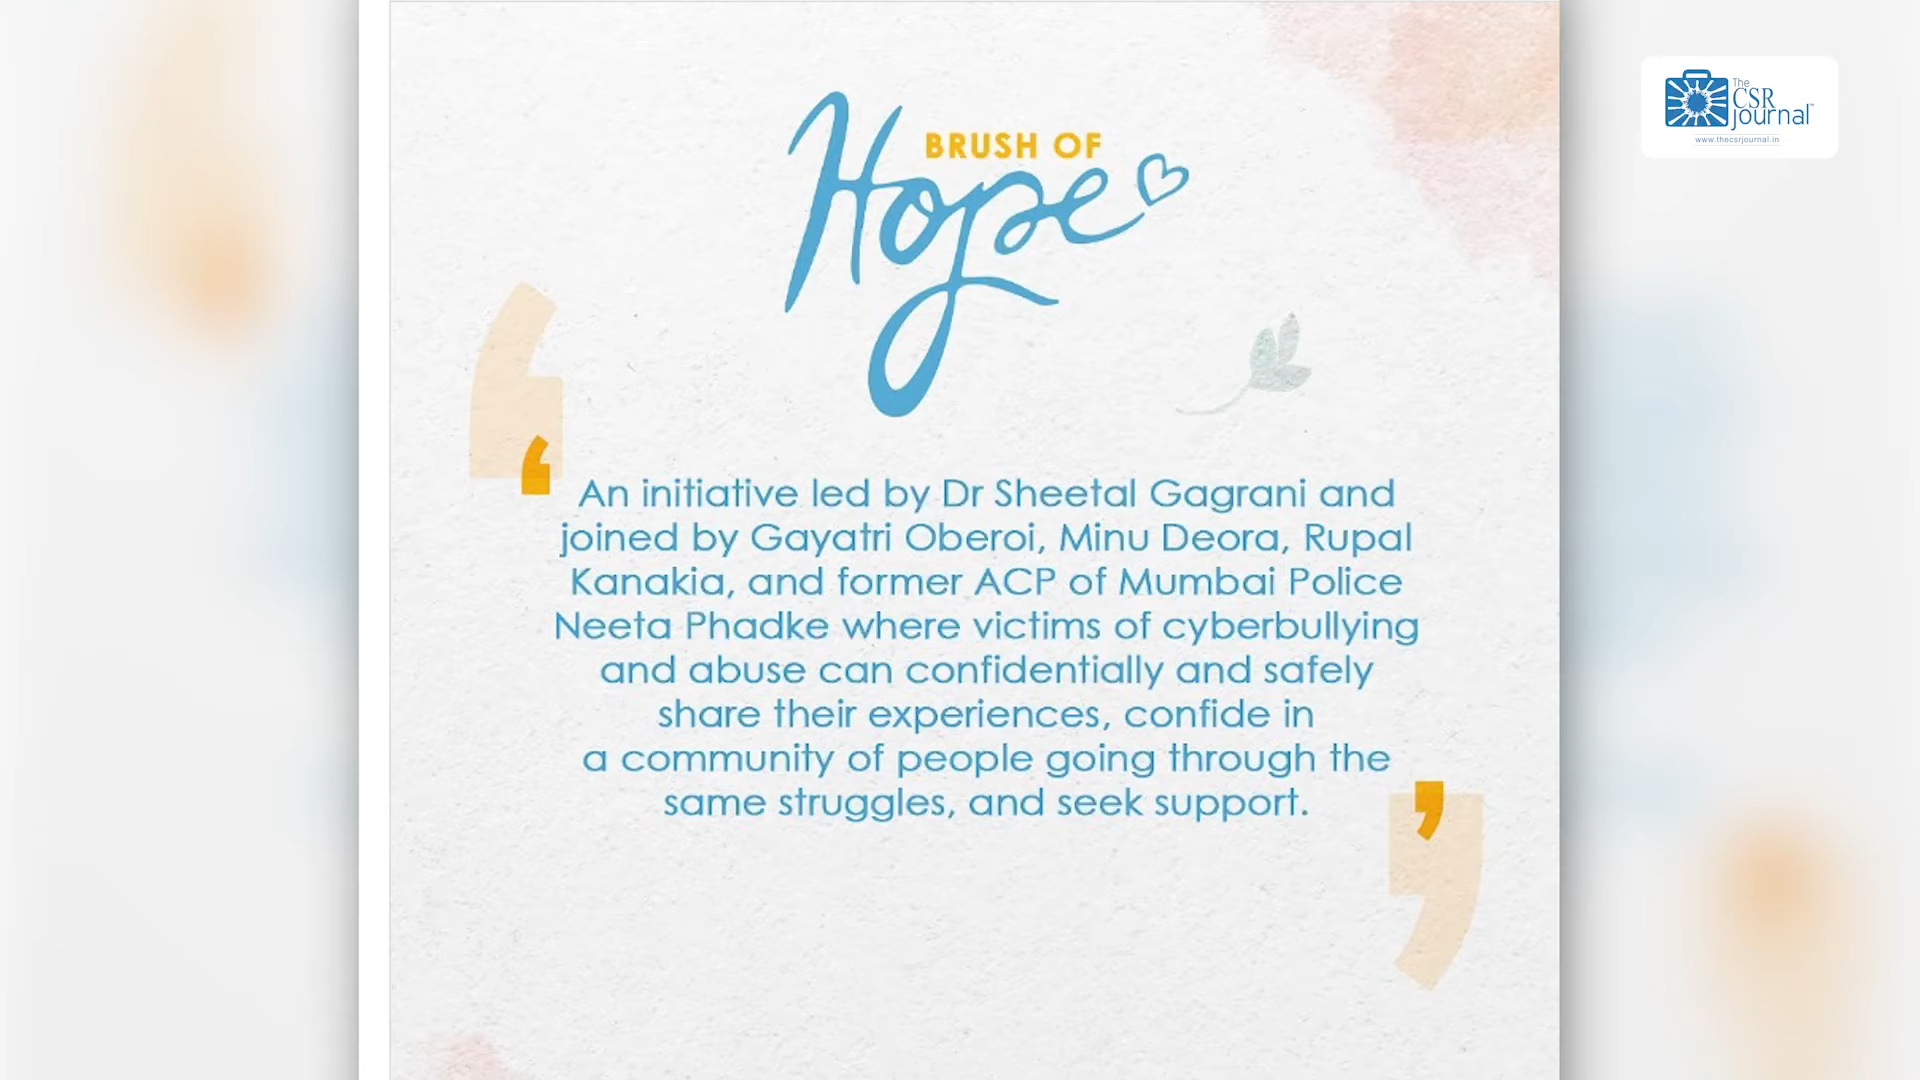 BRUSH OF
Hope
The
CSR
Journal
www.thecsrjournal.in
An initiative led by Dr Sheetal Gagrani and
joined by Gayatri Oberoi, Minu Deora, Rupal
Kanakia, and former ACP of Mumbai Police
Neeta Phadke where victims of cyberbullying
and abuse can confidentially and safely
share their experiences, confide in
a community of people going through the
same struggles, and seek support.